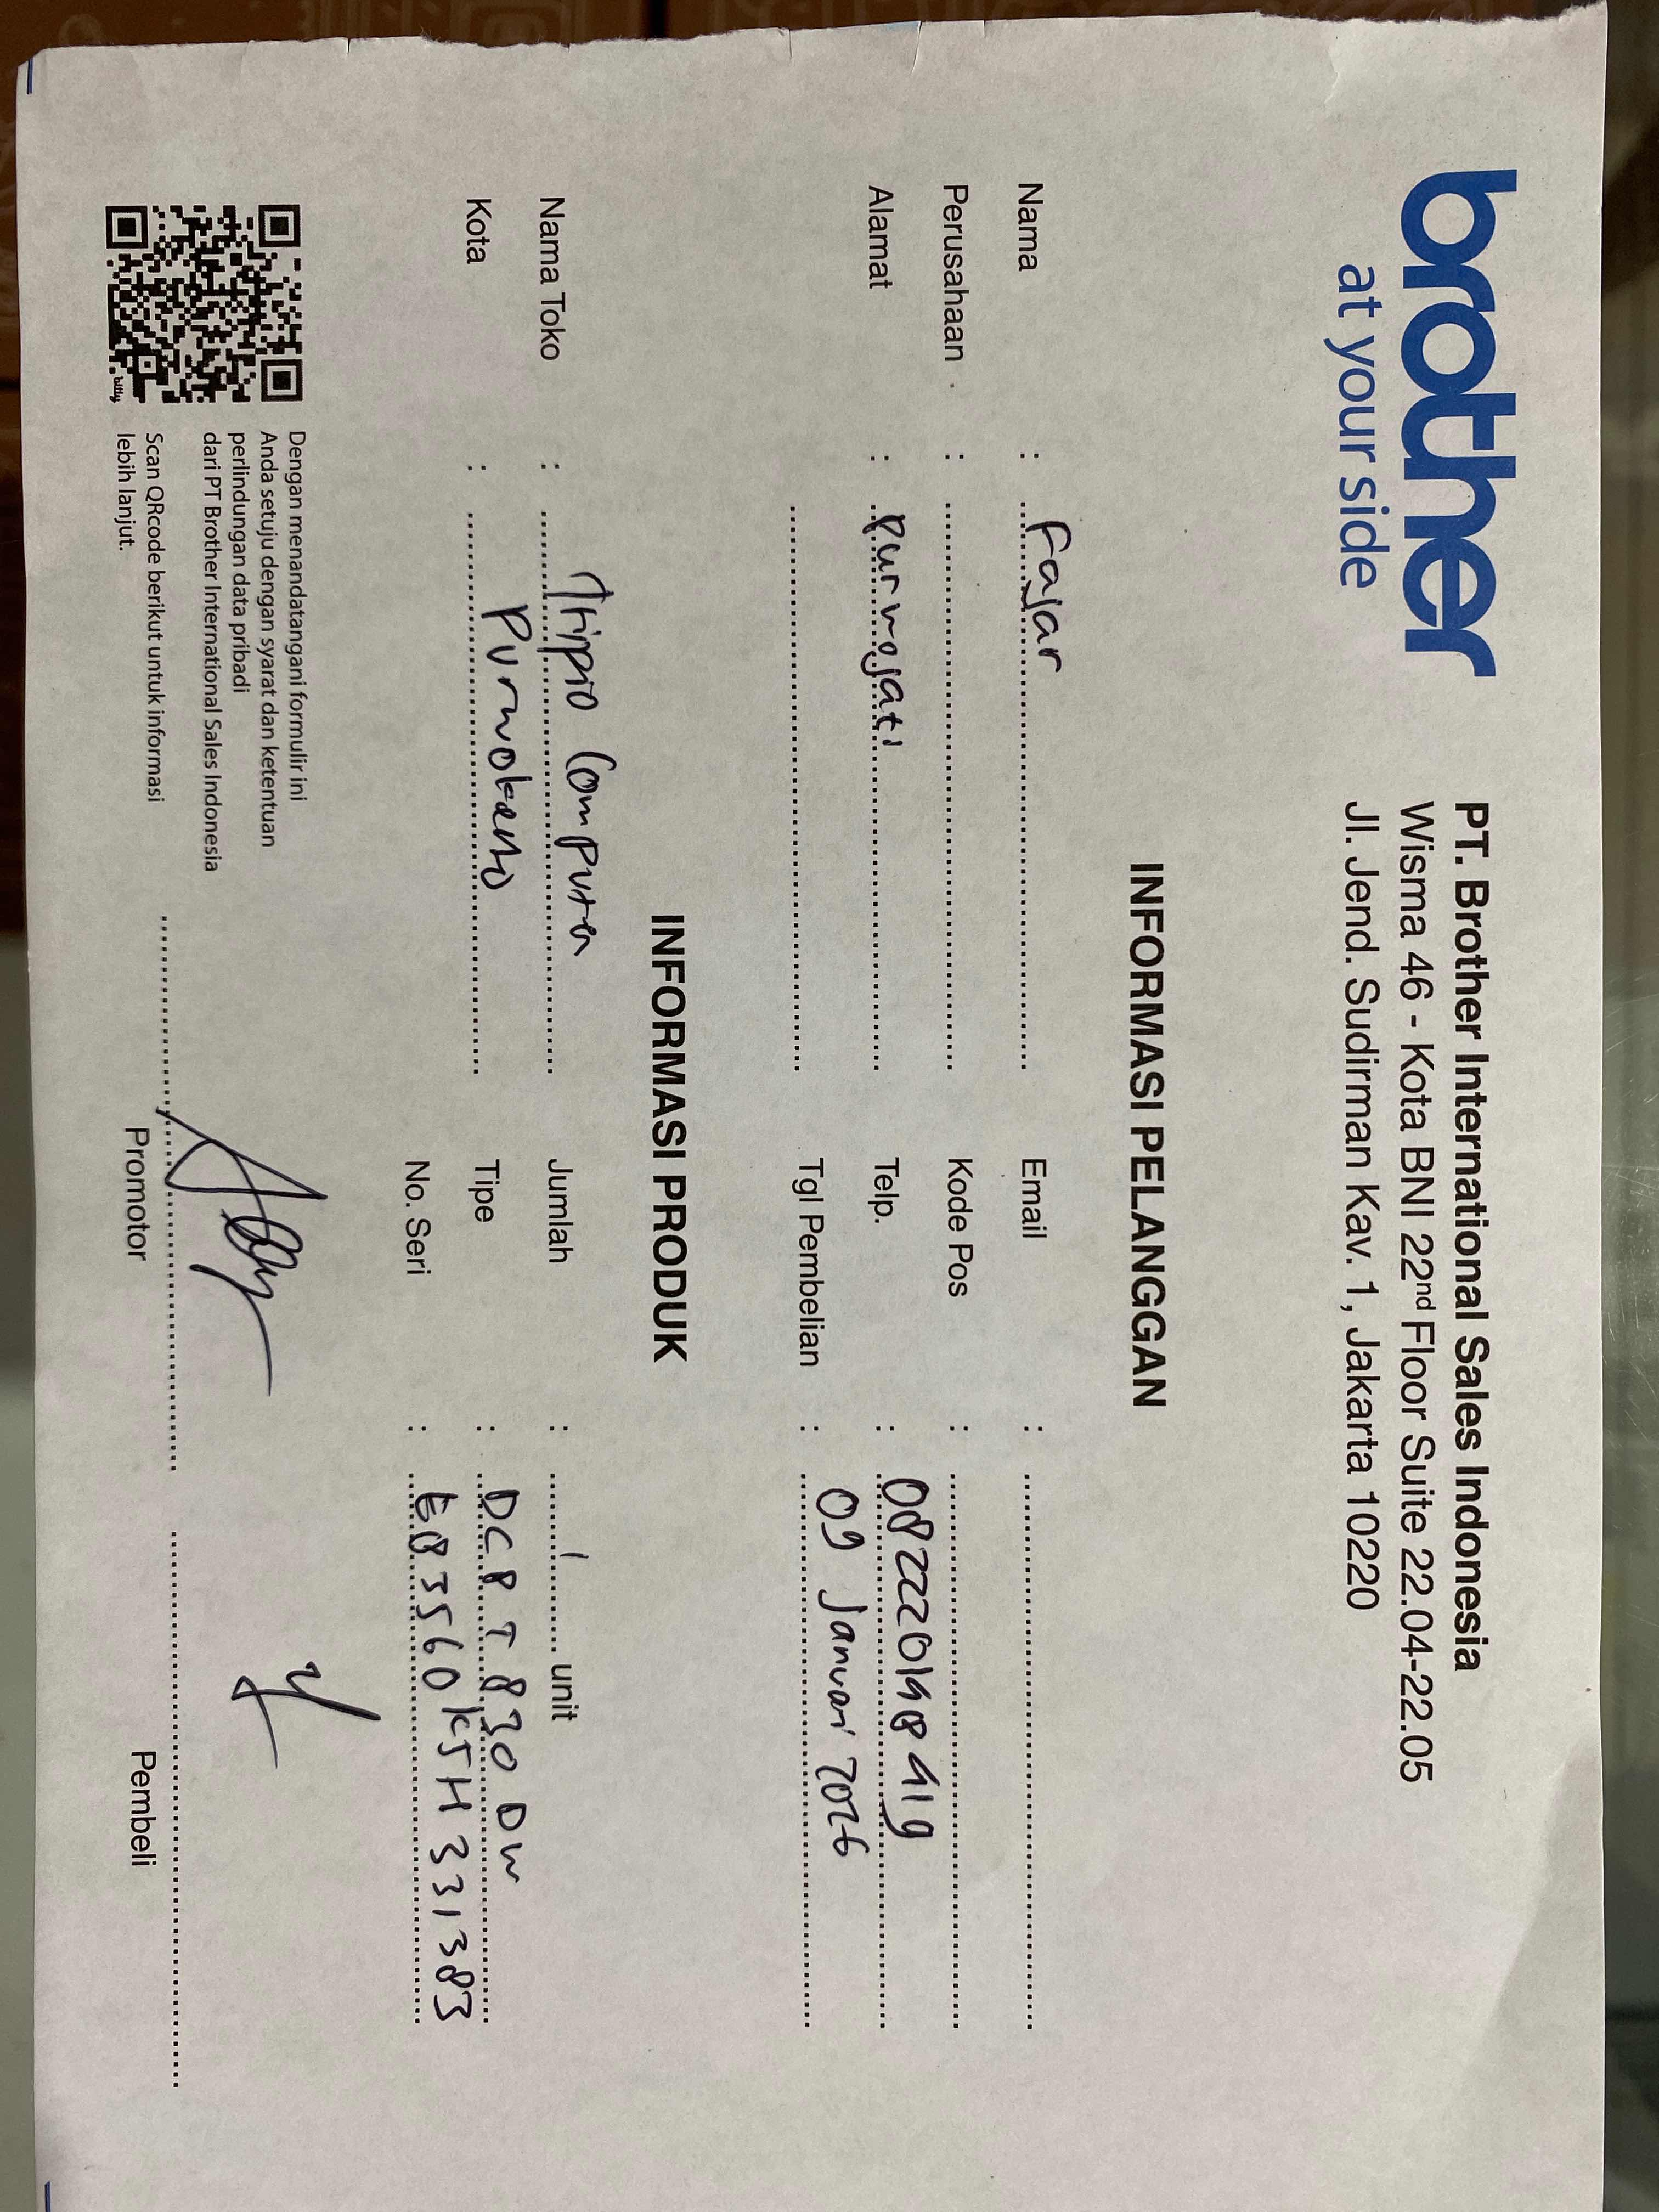 brother
at your side
PT. Brother International Sales Indonesia
Wisma 46 - Kota BNI 22nd Floor Suite 22.04-22.05
Jl. Jend. Sudirman Kav. 1, Jakarta 10220
INFORMASI PELANGGAN
Nama : Fajar Email :
Perusahaan : Kode Pos :
Alamat : Purwojati Telp. : 082220148419
Tgl Pembelian : 09 Januari 2026
INFORMASI PRODUK
Nama Toko : Computer Jumlah : 1 unit
Kota : Purwokerto Tipe : DCP T 830 DW
No. Seri : E83560K5H331383
Dengan menandatangani formulir ini
Anda setuju dengan syarat dan ketentuan
perlindungan data pribadi
dari PT Brother International Sales Indonesia
Scan QRcode berikut untuk informasi
lebih lanjut.
bitly
Promotor Pembeli